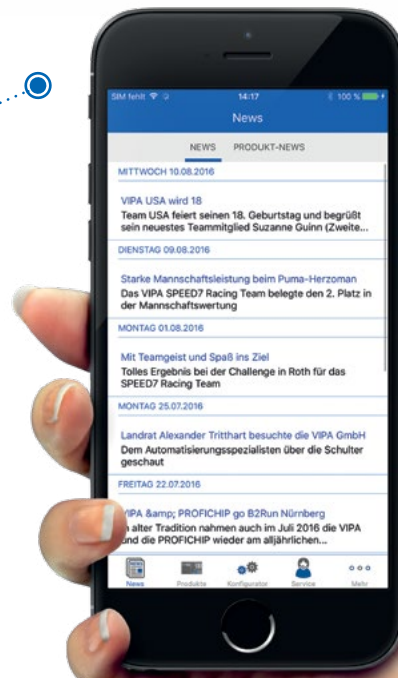 SIM fehlt 14:17 100 %
News
NEWS PRODUKT-NEWS
MITTWOCH 10.08.2016
VIPA USA wird 18
Team USA feiert seinen 18. Geburtstag und begrüßt
sein neuestes Teammitglied Suzanne Guinn (Zweite...
DIENSTAG 09.08.2016
Starke Mannschaftsleistung beim Puma-Herzoman
Das VIPA SPEED7 Racing Team belegte den 2. Platz in
der Mannschaftswertung
MONTAG 01.08.2016
Mit Teamgeist und Spaß ins Ziel
Tolles Ergebnis bei der Challenge in Roth für das
SPEED7 Racing Team
MONTAG 25.07.2016
Landrat Alexander Tritthart besuchte die VIPA GmbH
Dem Automatisierungsspezialisten über die Schulter
geschaut
FREITAG 22.07.2016
VIPA &amp; PROFICHIP go B2Run Nürnberg
n alter Tradition nahmen auch im Juli 2016 die VIPA
und die PROFICHIP wieder am alljährlichen...
News Produkte Konfigurator Service Mehr